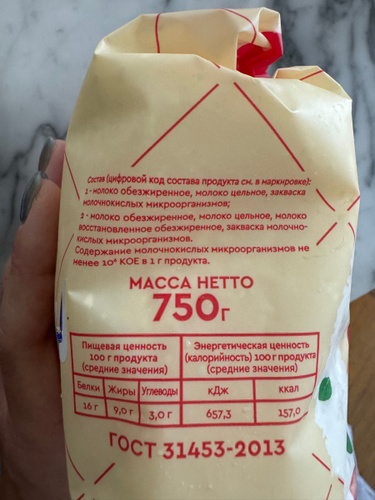 Состав (цифровой код состава продукта см. в маркировке):
1 - молоко обезжиренное, молоко цельное, закваска
молочнокислых микроорганизмов;
2 - молоко обезжиренное, молоко цельное, молоко
восстановленное обезжиренное, закваска молочно-
кислых микроорганизмов.
Содержание молочнокислых микроорганизмов не
менее 10⁶ КОЕ в 1 г продукта.
МАССА НЕТТО
750г
Пищевая ценность
100 г продукта
(средние значения)
Энергетическая ценность
(калорийность) 100 г продукта
(средние значения)
Белки Жиры Углеводы кДж ккал
16 г 9,0 г 3,0 г 657,3 157,0
ГОСТ 31453-2013